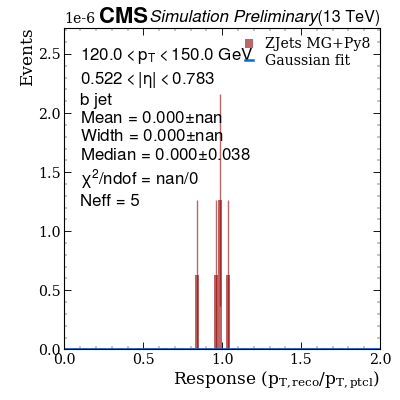 1e-6 CMS Simulation Preliminary (13 TeV)
Events
120.0 < p_T < 150.0 GeV
0.522 < |η| < 0.783
b jet
Mean = 0.000±nan
Width = 0.000±nan
Median = 0.000±0.038
χ²/ndof = nan/0
Neff = 5
ZJets MG+Py8
Gaussian fit
2.5
2.0
1.5
1.0
0.5
0.0
0.0 0.5 1.0 1.5 2.0
Response (p_T,reco/p_T,ptcl)